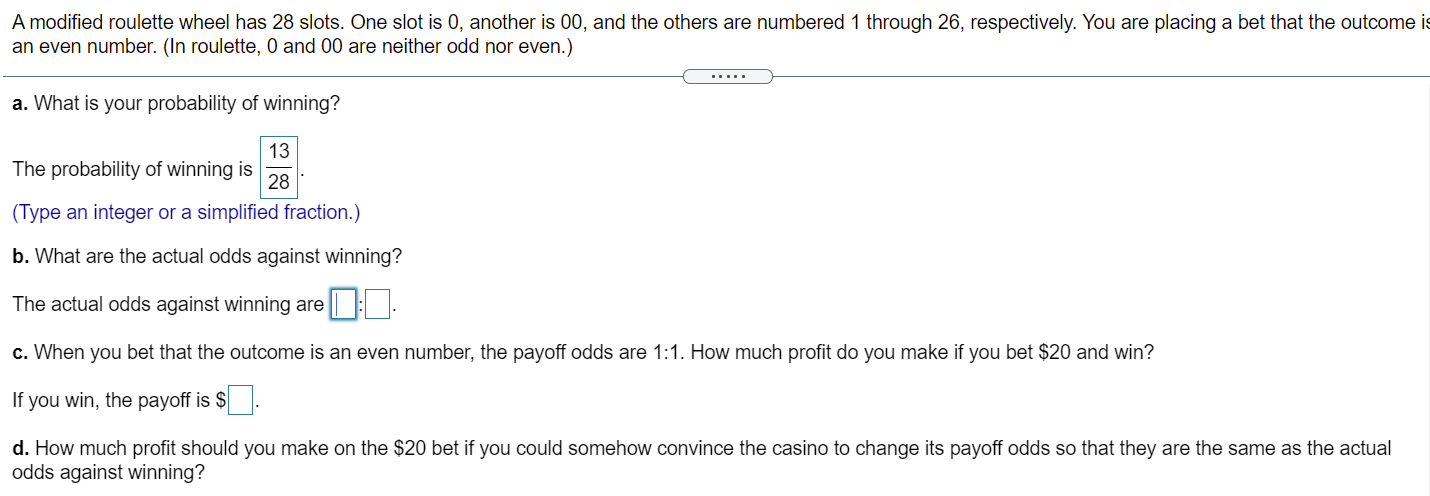 A modified roulette wheel has 28 slots. One slot is 0, another is 00, and the others are numbered 1 through 26, respectively. You are placing a bet that the outcome is
an even number. (In roulette, 0 and 00 are neither odd nor even.)
.....
a. What is your probability of winning?
The probability of winning is 13/28.
(Type an integer or a simplified fraction.)
b. What are the actual odds against winning?
The actual odds against winning are : .
c. When you bet that the outcome is an even number, the payoff odds are 1:1. How much profit do you make if you bet $20 and win?
If you win, the payoff is $ .
d. How much profit should you make on the $20 bet if you could somehow convince the casino to change its payoff odds so that they are the same as the actual
odds against winning?